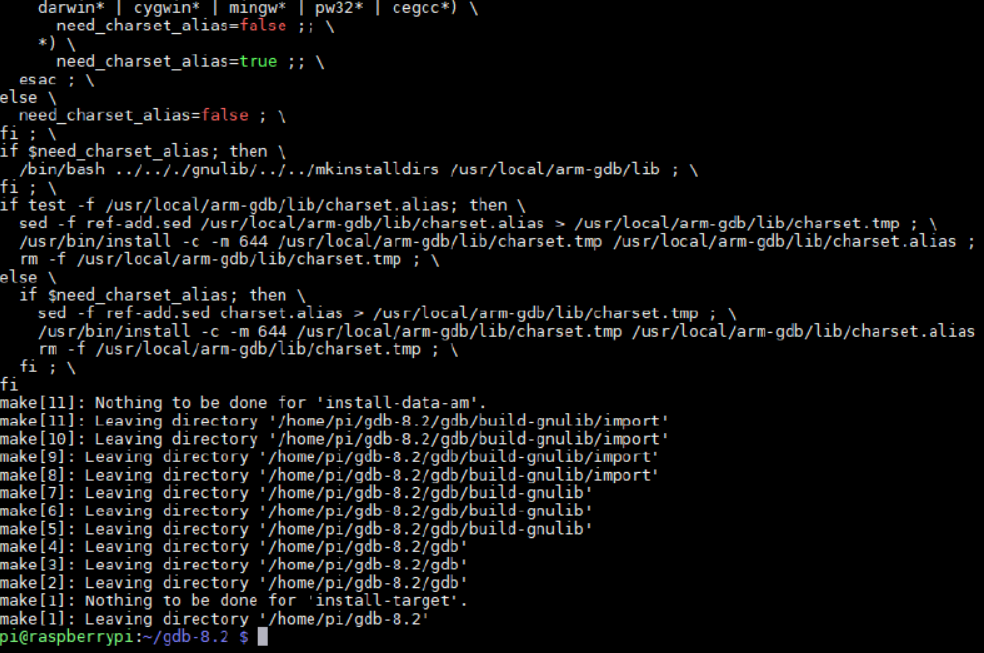 darwin* | cygwin* | mingw* | pw32* | cegcc*) \
need_charset_alias=false ;; \
*) \
need_charset_alias=true ;; \
esac ; \
else \
need_charset_alias=false ; \
fi ; \
if $need_charset_alias; then \
/bin/bash ../.././gnulib/../../mkinstalldirs /usr/local/arm-gdb/lib ; \
fi ; \
if test -f /usr/local/arm-gdb/lib/charset.alias; then \
sed -f ref-add.sed /usr/local/arm-gdb/lib/charset.alias > /usr/local/arm-gdb/lib/charset.tmp ; \
/usr/bin/install -c -m 644 /usr/local/arm-gdb/lib/charset.tmp /usr/local/arm-gdb/lib/charset.alias ;
rm -f /usr/local/arm-gdb/lib/charset.tmp ; \
else \
if $need_charset_alias; then \
sed -f ref-add.sed charset.alias > /usr/local/arm-gdb/lib/charset.tmp ; \
/usr/bin/install -c -m 644 /usr/local/arm-gdb/lib/charset.tmp /usr/local/arm-gdb/lib/charset.alias
rm -f /usr/local/arm-gdb/lib/charset.tmp ; \
fi ; \
fi
make[11]: Nothing to be done for 'install-data-am'.
make[11]: Leaving directory '/home/pi/gdb-8.2/gdb/build-gnulib/import'
make[10]: Leaving directory '/home/pi/gdb-8.2/gdb/build-gnulib/import'
make[9]: Leaving directory '/home/pi/gdb-8.2/gdb/build-gnulib/import'
make[8]: Leaving directory '/home/pi/gdb-8.2/gdb/build-gnulib/import'
make[7]: Leaving directory '/home/pi/gdb-8.2/gdb/build-gnulib'
make[6]: Leaving directory '/home/pi/gdb-8.2/gdb/build-gnulib'
make[5]: Leaving directory '/home/pi/gdb-8.2/gdb/build-gnulib'
make[4]: Leaving directory '/home/pi/gdb-8.2/gdb'
make[3]: Leaving directory '/home/pi/gdb-8.2/gdb'
make[2]: Leaving directory '/home/pi/gdb-8.2/gdb'
make[1]: Nothing to be done for 'install-target'.
make[1]: Leaving directory '/home/pi/gdb-8.2'
pi@raspberrypi:~/gdb-8.2 $